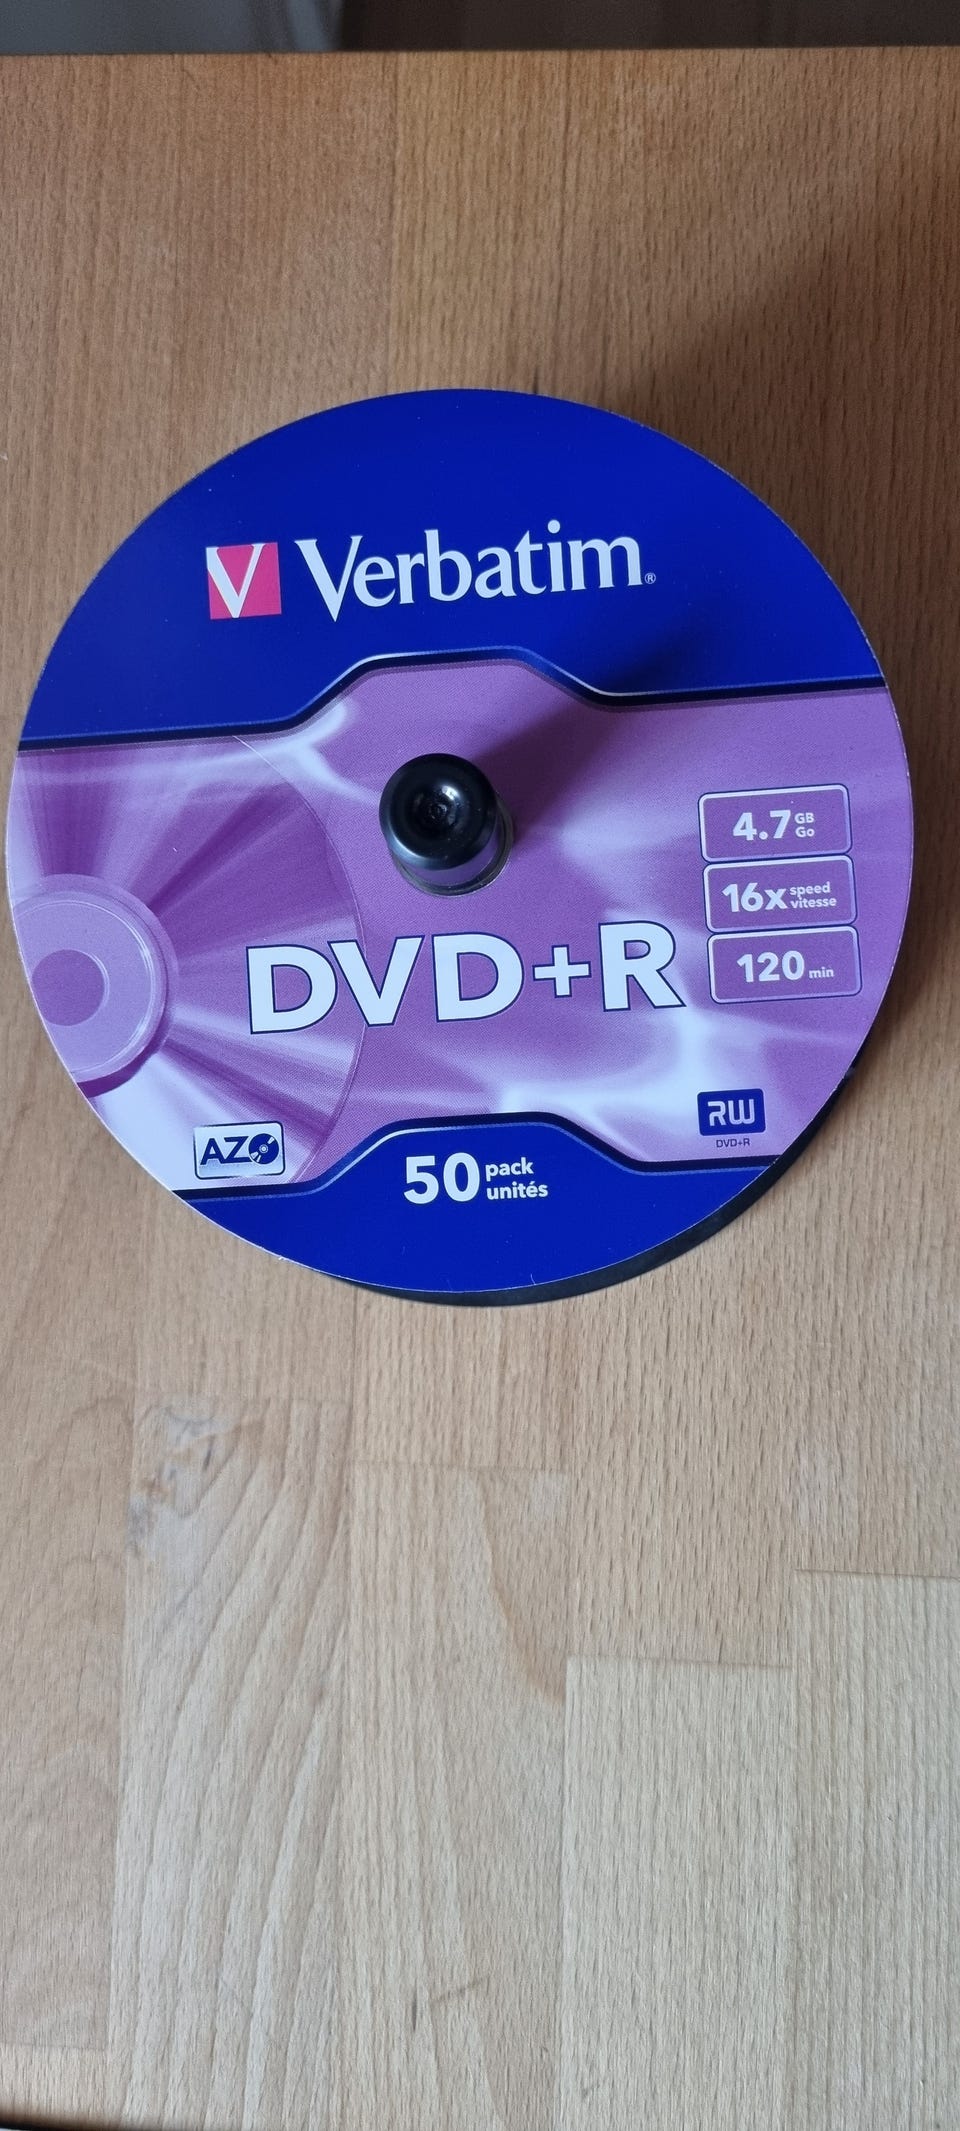 V Verbatim®
4.7 GB
Go
16x speed
vitesse
120 min
DVD+R
RW
DVD+R
AZO
50 pack
unités